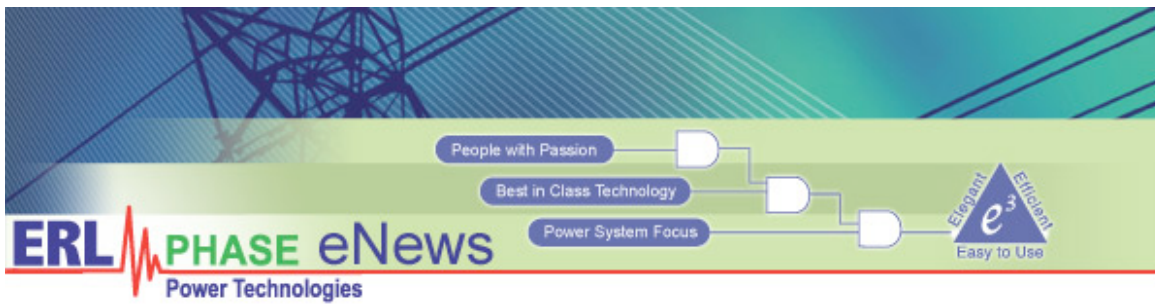 People with Passion
Best in Class Technology
Power System Focus
Elegant
Efficient
e³
Easy to Use
ERL PHASE eNews
Power Technologies